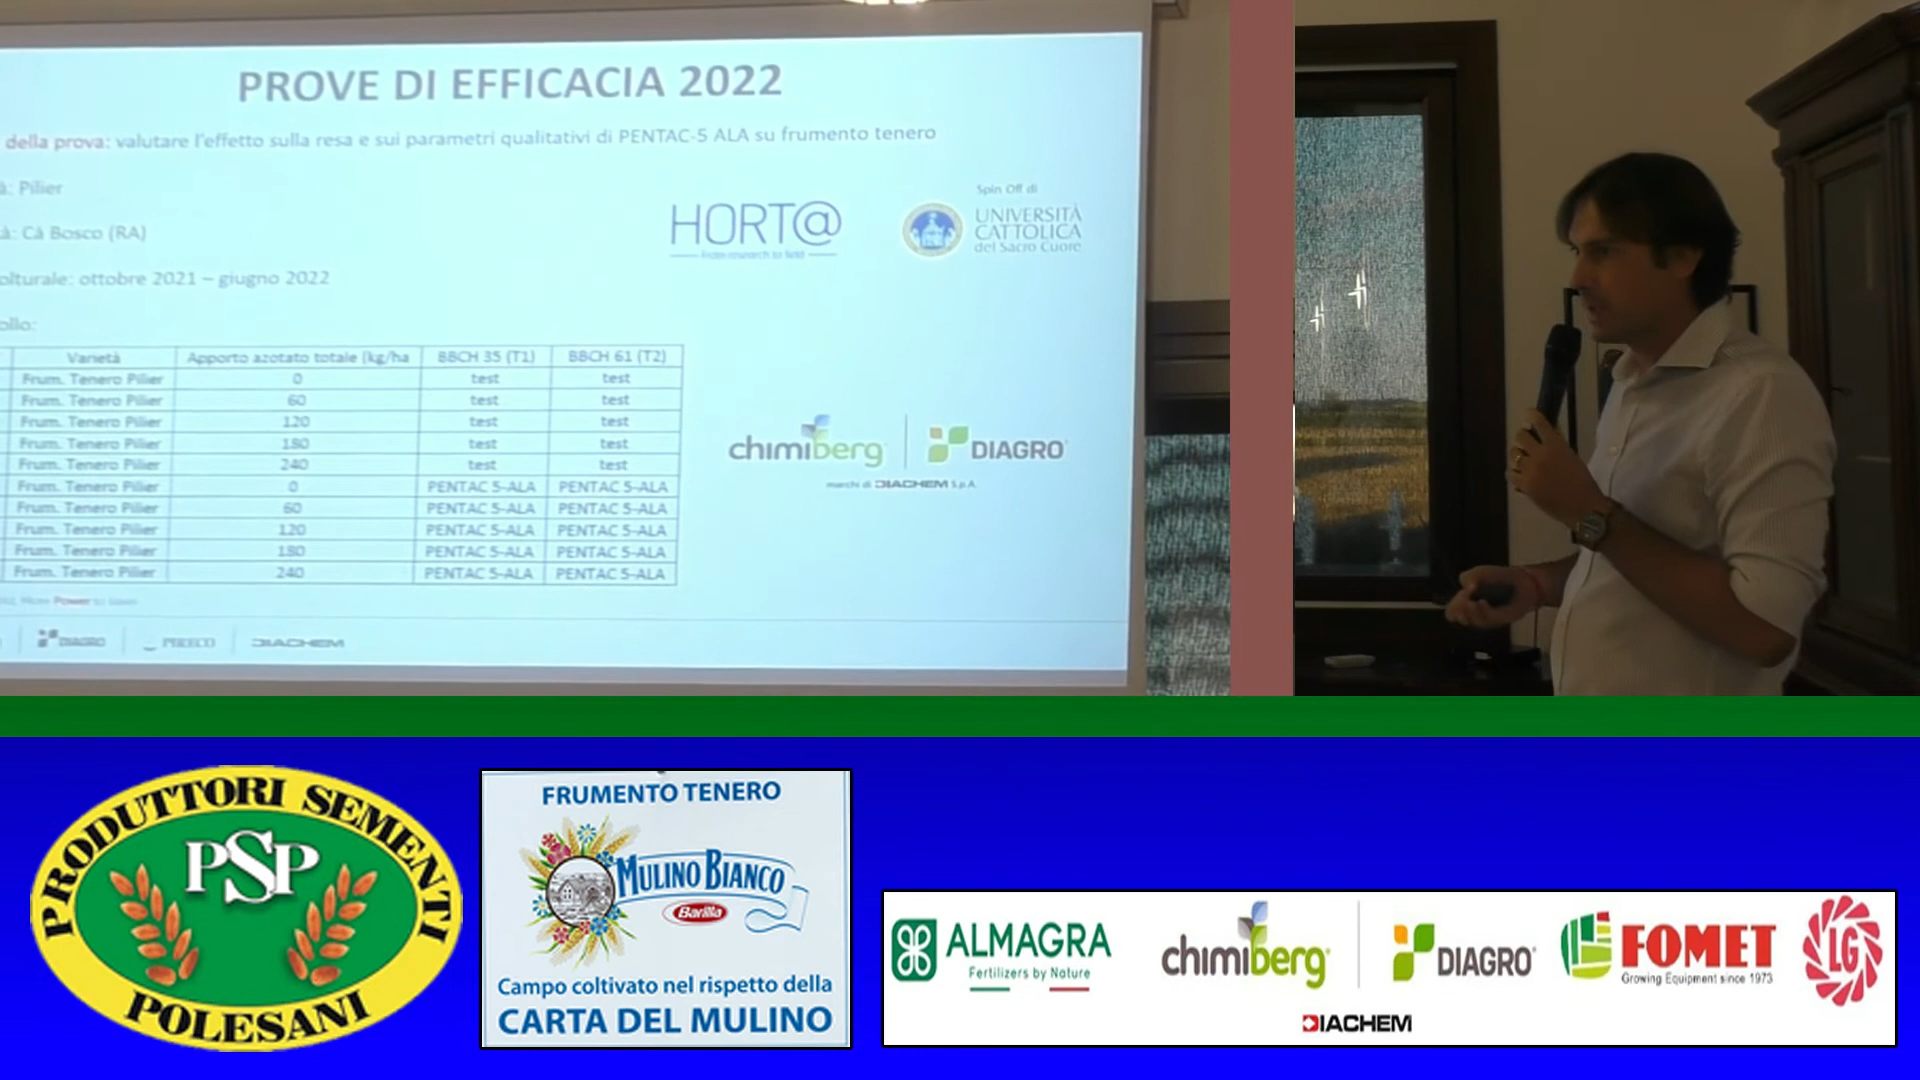 PROVE DI EFFICACIA 2022
della prova: valutare l'effetto sulla resa e sui parametri qualitativi di PENTAC-5 ALA su frumento tenero
à: Pilier
à: Cà Bosco (RA)
olturale: ottobre 2021 – giugno 2022
ollo:
HORT@
From research to field
Spin Off di
UNIVERSITÀ
CATTOLICA
del Sacro Cuore
Varietà Apporto azotato totale (kg/ha BBCH 35 (T1) BBCH 61 (T2)
Frum. Tenero Pilier 0 test test
Frum. Tenero Pilier 60 test test
Frum. Tenero Pilier 120 test test
Frum. Tenero Pilier 180 test test
Frum. Tenero Pilier 240 test test
Frum. Tenero Pilier 0 PENTAC 5-ALA PENTAC 5-ALA
Frum. Tenero Pilier 60 PENTAC 5-ALA PENTAC 5-ALA
Frum. Tenero Pilier 120 PENTAC 5-ALA PENTAC 5-ALA
Frum. Tenero Pilier 180 PENTAC 5-ALA PENTAC 5-ALA
Frum. Tenero Pilier 240 PENTAC 5-ALA PENTAC 5-ALA
chimiberg DIAGRO
marchi di DIACHEM S.p.A.
Power
DIAGRO DIACHEM
PRODUTTORI SEMENTI
PSP
POLESANI
FRUMENTO TENERO
MULINO BIANCO
Barilla
Campo coltivato nel rispetto della
CARTA DEL MULINO
ALMAGRA
Fertilizers by Nature
chimiberg
DIAGRO
DIACHEM
FOMET
Growing Equipment since 1973
LG